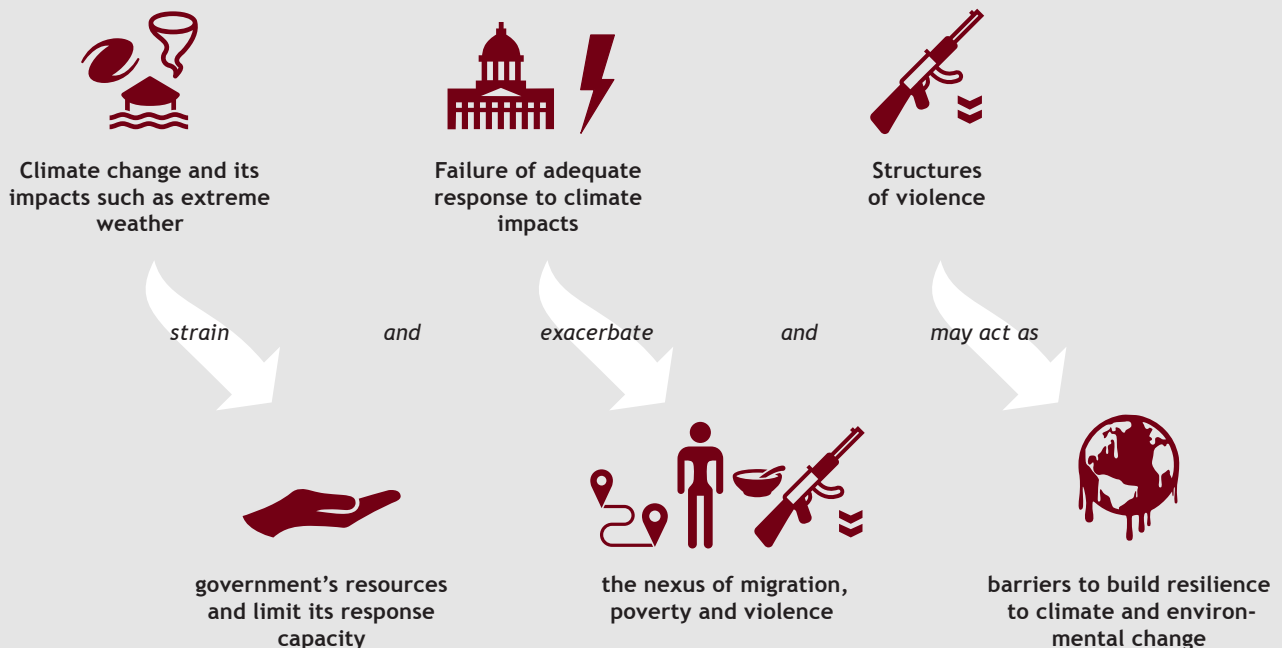 Climate change and its
impacts such as extreme
weather
Failure of adequate
response to climate
impacts
Structures
of violence
strain
and
exacerbate
and
may act as
government’s resources
and limit its response
capacity
the nexus of migration,
poverty and violence
barriers to build resilience
to climate and environ-
mental change